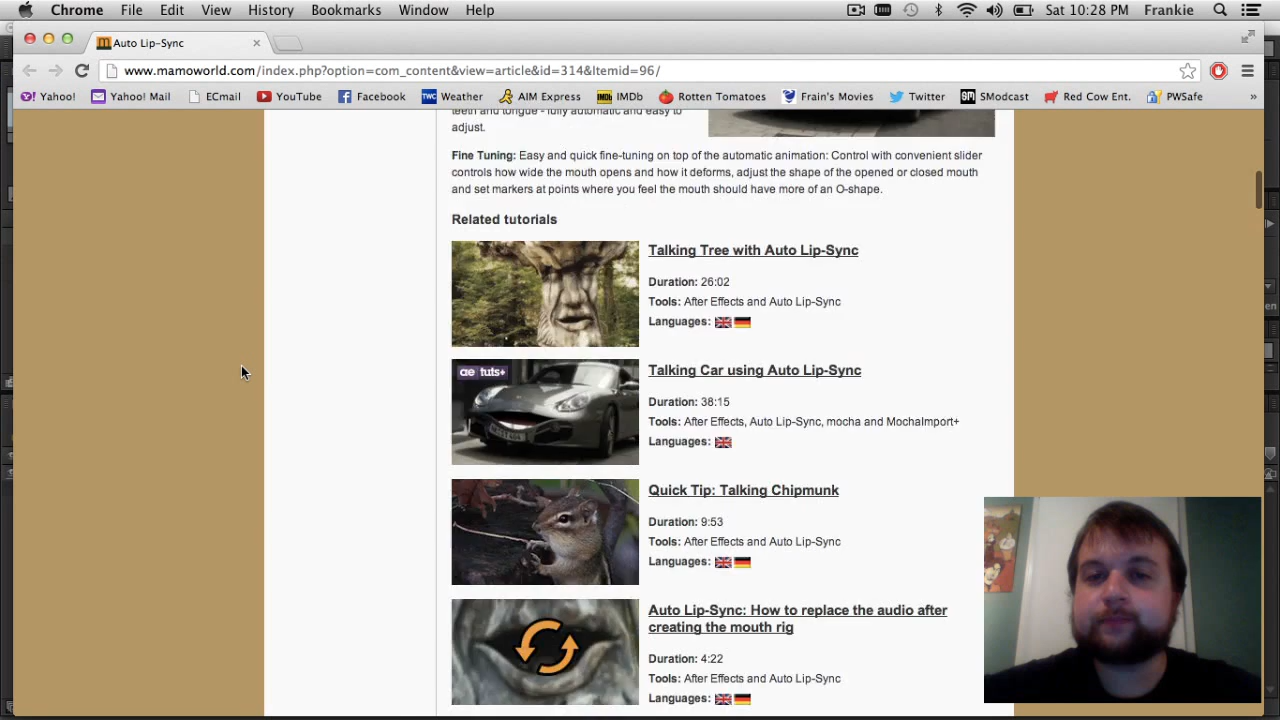 Chrome File Edit View History Bookmarks Window Help Sat 10:28 PM Frankie
Auto Lip-Sync
www.mamoworld.com/index.php?option=com_content&view=article&id=314&Itemid=96/
Yahoo! Yahoo! Mail ECmail YouTube Facebook Weather AIM Express IMDb Rotten Tomatoes Frain's Movies Twitter SModcast Red Cow Ent. PWSafe »
teeth and tongue - fully automatic and easy to
adjust.
Fine Tuning: Easy and quick fine-tuning on top of the automatic animation: Control with convenient slider
controls how wide the mouth opens and how it deforms, adjust the shape of the opened or closed mouth
and set markers at points where you feel the mouth should have more of an O-shape.
Related tutorials
Talking Tree with Auto Lip-Sync
Duration: 26:02
Tools: After Effects and Auto Lip-Sync
Languages:
ae tuts+
Talking Car using Auto Lip-Sync
Duration: 38:15
Tools: After Effects, Auto Lip-Sync, mocha and MochaImport+
Languages:
Quick Tip: Talking Chipmunk
Duration: 9:53
Tools: After Effects and Auto Lip-Sync
Languages:
Auto Lip-Sync: How to replace the audio after
creating the mouth rig
Duration: 4:22
Tools: After Effects and Auto Lip-Sync
Languages: